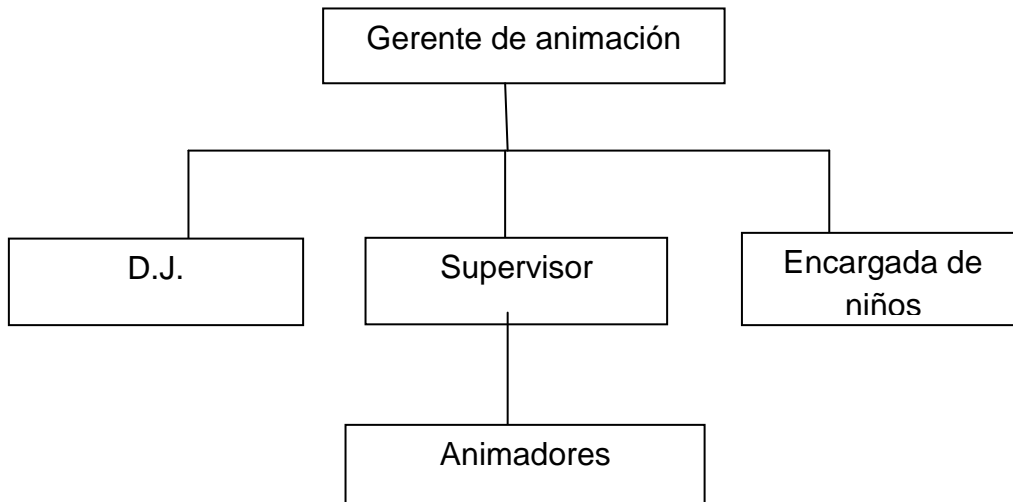 Gerente de animación
D.J.
Supervisor
Encargada de
niños
Animadores